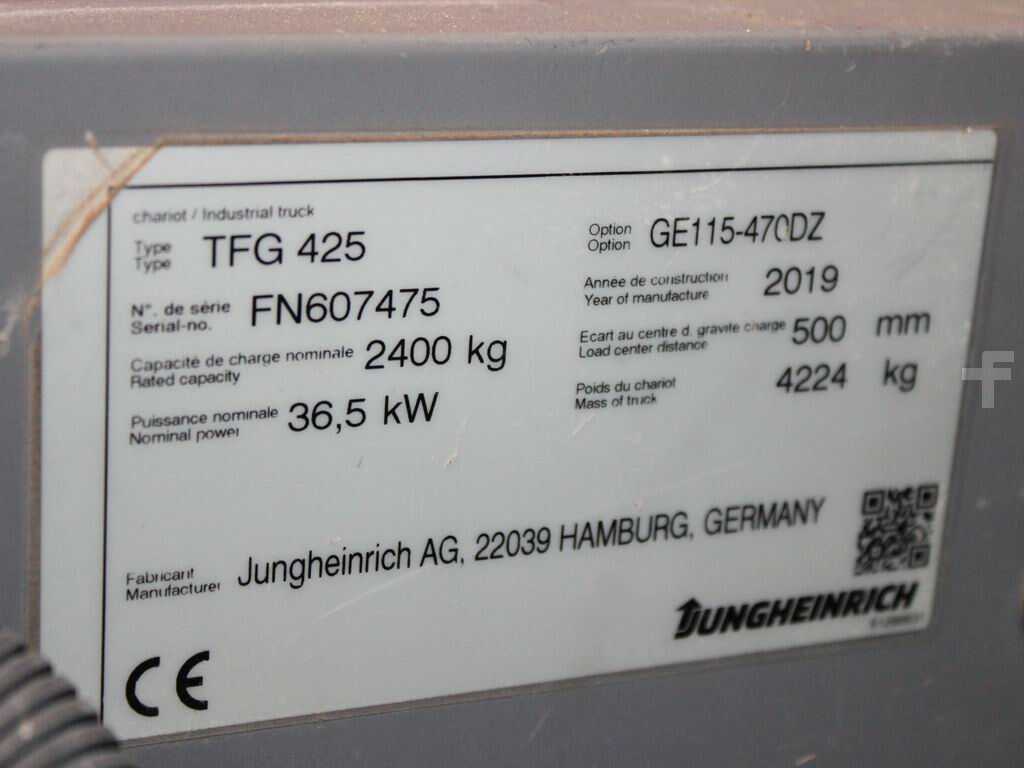 chariot / Industrial truck
Type
Type TFG 425
Option
Option GE115-470DZ
N°. de série
Serial-no. FN607475
Année de construction
Year of manufacture 2019
Capacité de charge nominale
Rated capacity 2400 kg
Ecart au centre d. gravite charge
Load center distance 500 mm
Puissance nominale
Nominal power 36,5 kW
Poids du chariot
Mass of truck 4224 kg
Fabricant
Manufacturer Jungheinrich AG, 22039 HAMBURG, GERMANY
JUNGHEINRICH
CE
f